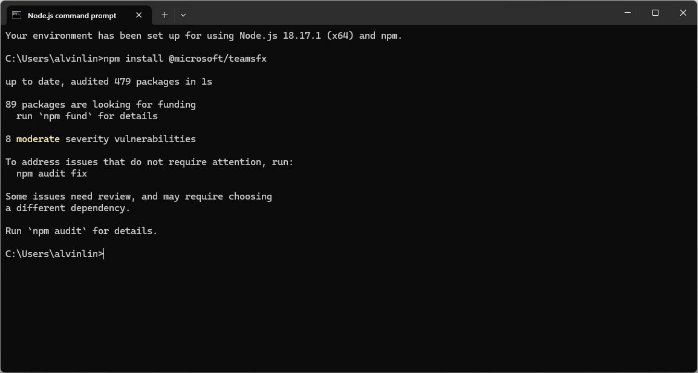 Node.js command prompt
Your environment has been set up for using Node.js 18.17.1 (x64) and npm.
C:\Users\alvinlin>npm install @microsoft/teamsfx
up to date, audited 479 packages in 1s
89 packages are looking for funding
  run `npm fund` for details
8 moderate severity vulnerabilities
To address issues that do not require attention, run:
  npm audit fix
Some issues need review, and may require choosing
a different dependency.
Run `npm audit` for details.
C:\Users\alvinlin>